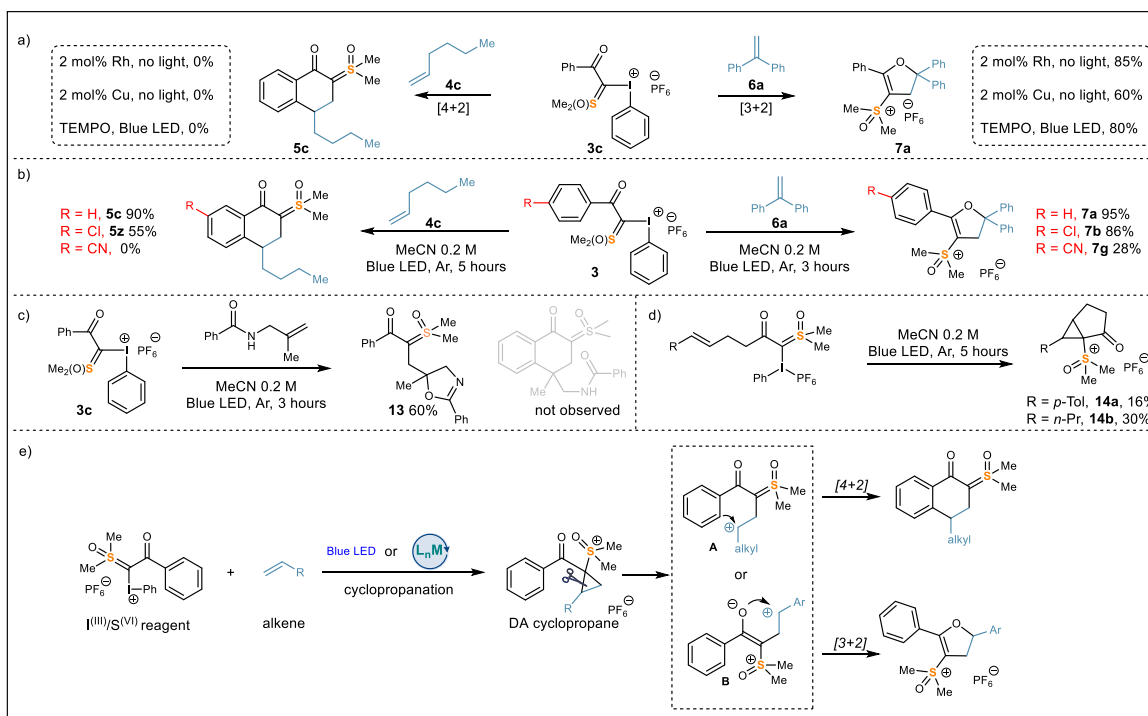 a)
2 mol% Rh, no light, 0%
2 mol% Cu, no light, 0%
TEMPO, Blue LED, 0%
O
O
S
Me
Me
5c
Me
4c
[4+2]
O
Ph
I
⊕
⊖
PF6
Me2(O)S
3c
Ph
Ph
6a
[3+2]
Ph
O
Ph
Ph
Me
S
⊕
⊖
O
Me
PF6
7a
2 mol% Rh, no light, 85%
2 mol% Cu, no light, 60%
TEMPO, Blue LED, 80%
b)
R = H, 5c 90%
R = Cl, 5z 55%
R = CN, 0%
R
O
O
S
Me
Me
Me
Me
4c
MeCN 0.2 M
Blue LED, Ar, 5 hours
R
O
I
⊕
⊖
PF6
Me2(O)S
3
Ph
Ph
6a
MeCN 0.2 M
Blue LED, Ar, 3 hours
R
O
Ph
Ph
Me
S
⊕
O
Me
⊖
PF6
R = H, 7a 95%
R = Cl, 7b 86%
R = CN, 7g 28%
c)
O
Ph
I
⊕
⊖
PF6
Me2(O)S
3c
O
Ph
N
H
Me
MeCN 0.2 M
Blue LED, Ar, 3 hours
O
O
Me
S
Me
Ph
Me
O
N
Ph
13 60%
O
O
S
O
Me
NH
Ph
not observed
d)
R
O
O
Me
S
Me
I
Ph
PF6
MeCN 0.2 M
Blue LED, Ar, 5 hours
R
O
O
S
⊕
Me
Me
⊖
PF6
R = p-Tol, 14a, 16%
R = n-Pr, 14b, 30%
e)
Me
O
S
O
Me
⊖
PF6
I
Ph
⊕
I(III)/S(VI) reagent
+
R
alkene
Blue LED or LnM
cyclopropanation
O
O
S
⊕
Me
Me
R
⊖
PF6
DA cyclopropane
O
O
S
Me
Me
⊕
A
alkyl
or
⊖
O
⊕
Ar
S
⊕
Me
O
Me
B
[4+2]
O
O
S
Me
Me
alkyl
[3+2]
O
Ar
Me
S
⊕
O
Me
⊖
PF6